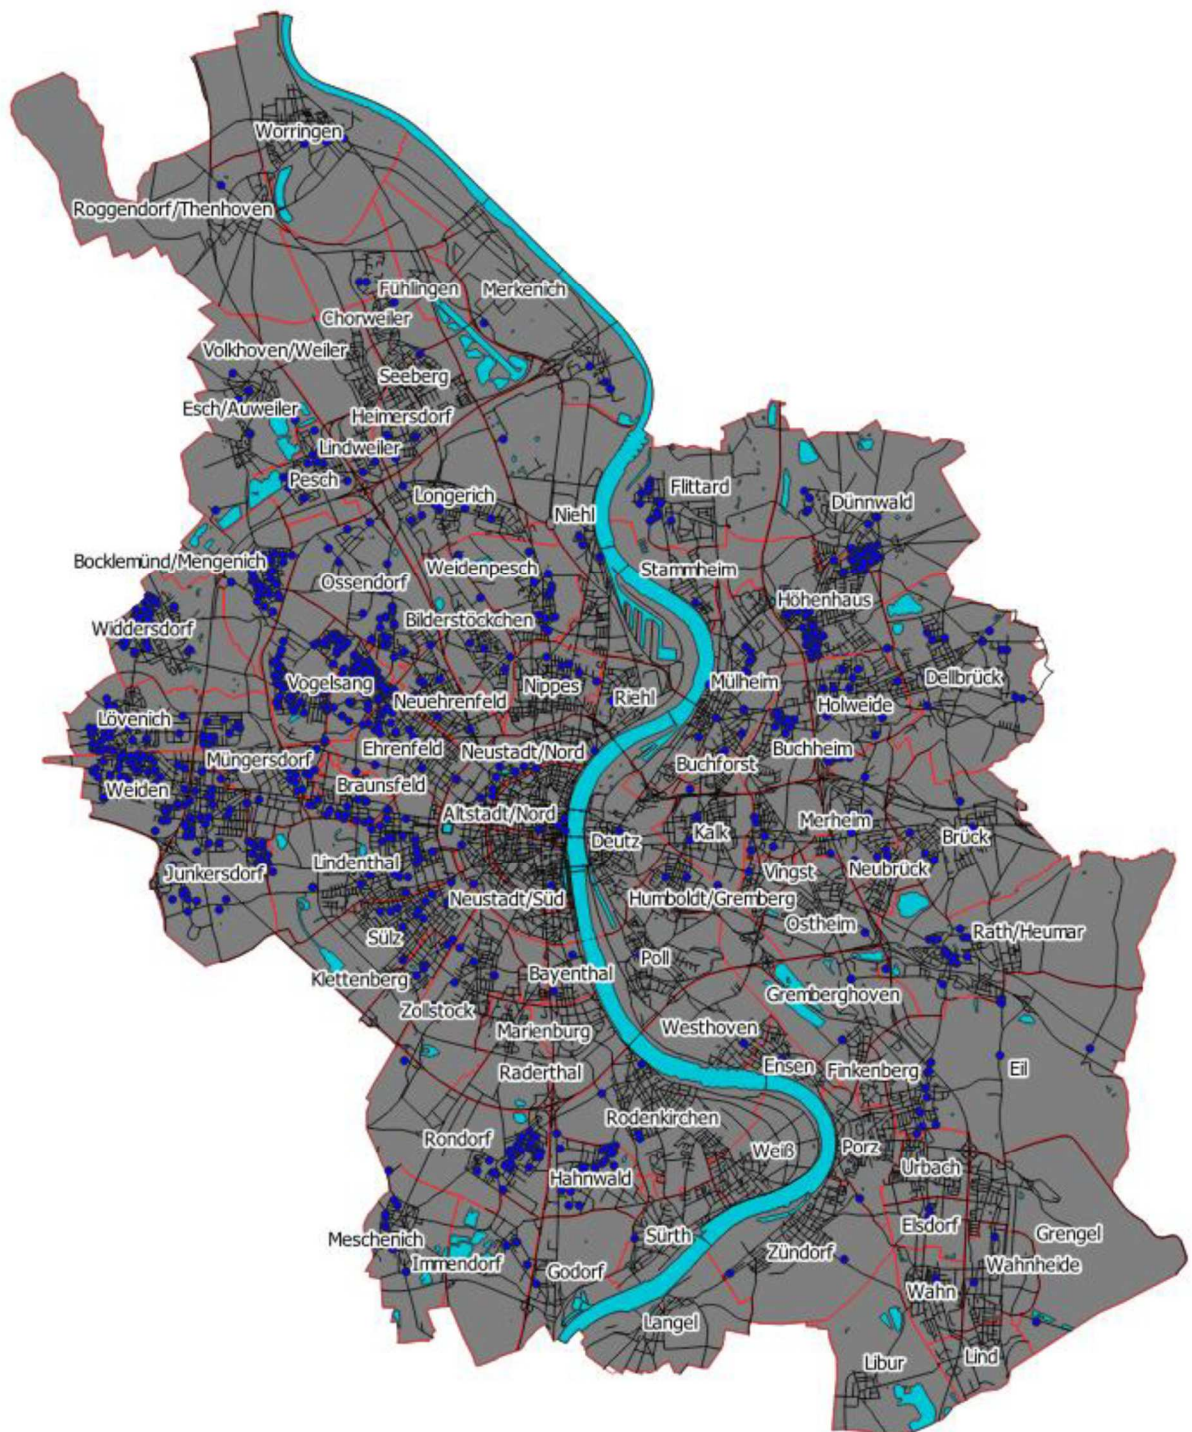 Worringen
Roggendorf/Thenhoven
Fühlingen
Merkenich
Chorweiler
Volkhoven/Weiler
Seeberg
Esch/Auweiler
Heimersdorf
Lindweiler
Pesch
Longerich
Flittard
Dünnwald
Niehl
Bocklemünd/Mengenich
Ossendorf
Weidenpesch
Stammheim
Höhenhaus
Widdersdorf
Bilderstöckchen
Vogelsang
Nippes
Mülheim
Dellbrück
Neuehrenfeld
Riehl
Holweide
Lövenich
Ehrenfeld
Neustadt/Nord
Buchheim
Müngersdorf
Buchforst
Weiden
Braunsfeld
Altstadt/Nord
Merheim
Kalk
Deutz
Brück
Lindenthal
Junkersdorf
Vingst
Neubrück
Neustadt/Süd
Humboldt/Gremberg
Ostheim
Rath/Heumar
Sülz
Poll
Klettenberg
Bayenthal
Gremberghoven
Zollstock
Marienburg
Westhoven
Raderthal
Ensen
Finkenberg
Eil
Rodenkirchen
Rondorf
Weiß
Porz
Urbach
Hahnwald
Elsdorf
Grengel
Meschenich
Sürth
Zündorf
Immendorf
Godorf
Wahnheide
Wahn
Langel
Libur
Lind